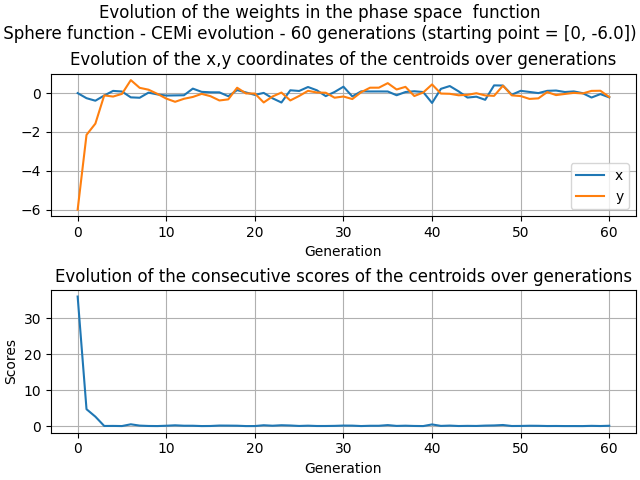 Evolution of the weights in the phase space  function
Sphere function - CEMi evolution - 60 generations (starting point = [0, -6.0])
Evolution of the x,y coordinates of the centroids over generations
0
−2
−4
−6
x
y
0 10 20 30 40 50 60
Generation
Evolution of the consecutive scores of the centroids over generations
Scores
30
20
10
0
0 10 20 30 40 50 60
Generation